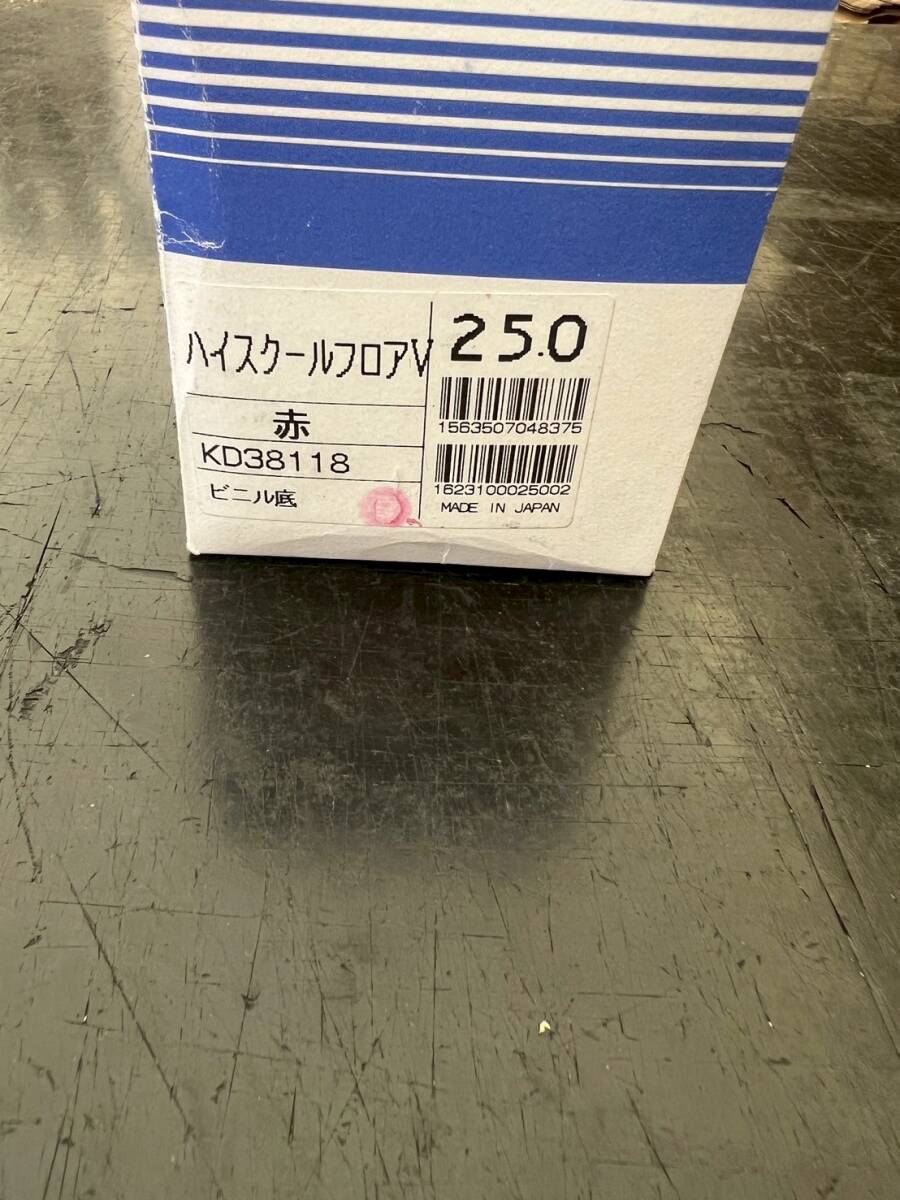 ハイスクールフロアV
赤
KD38118
ビニル底
25.0
1563507048375
1623100025002
MADE IN JAPAN